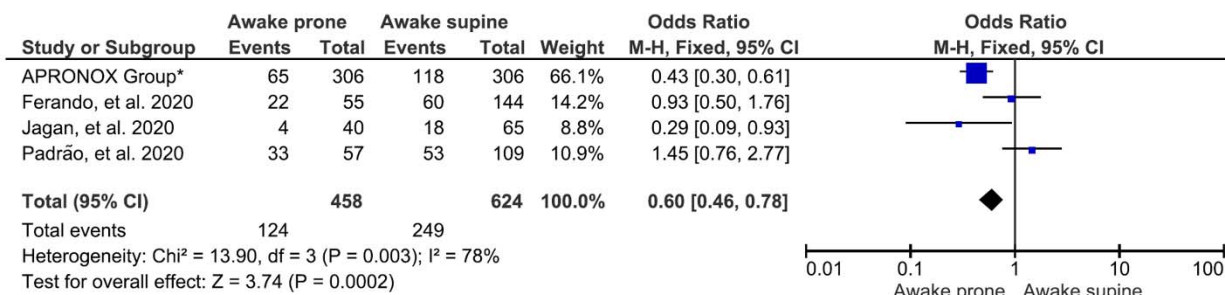 Awake prone Awake supine Odds Ratio Odds Ratio
Study or Subgroup Events Total Events Total Weight M-H, Fixed, 95% CI M-H, Fixed, 95% CI
APRONOX Group* 65 306 118 306 66.1% 0.43 [0.30, 0.61]
Ferando, et al. 2020 22 55 60 144 14.2% 0.93 [0.50, 1.76]
Jagan, et al. 2020 4 40 18 65 8.8% 0.29 [0.09, 0.93]
Padrão, et al. 2020 33 57 53 109 10.9% 1.45 [0.76, 2.77]
Total (95% CI) 458 624 100.0% 0.60 [0.46, 0.78]
Total events 124 249
Heterogeneity: Chi² = 13.90, df = 3 (P = 0.003); I² = 78%
Test for overall effect: Z = 3.74 (P = 0.0002)
0.01 0.1 1 10 100
Awake prone Awake supine